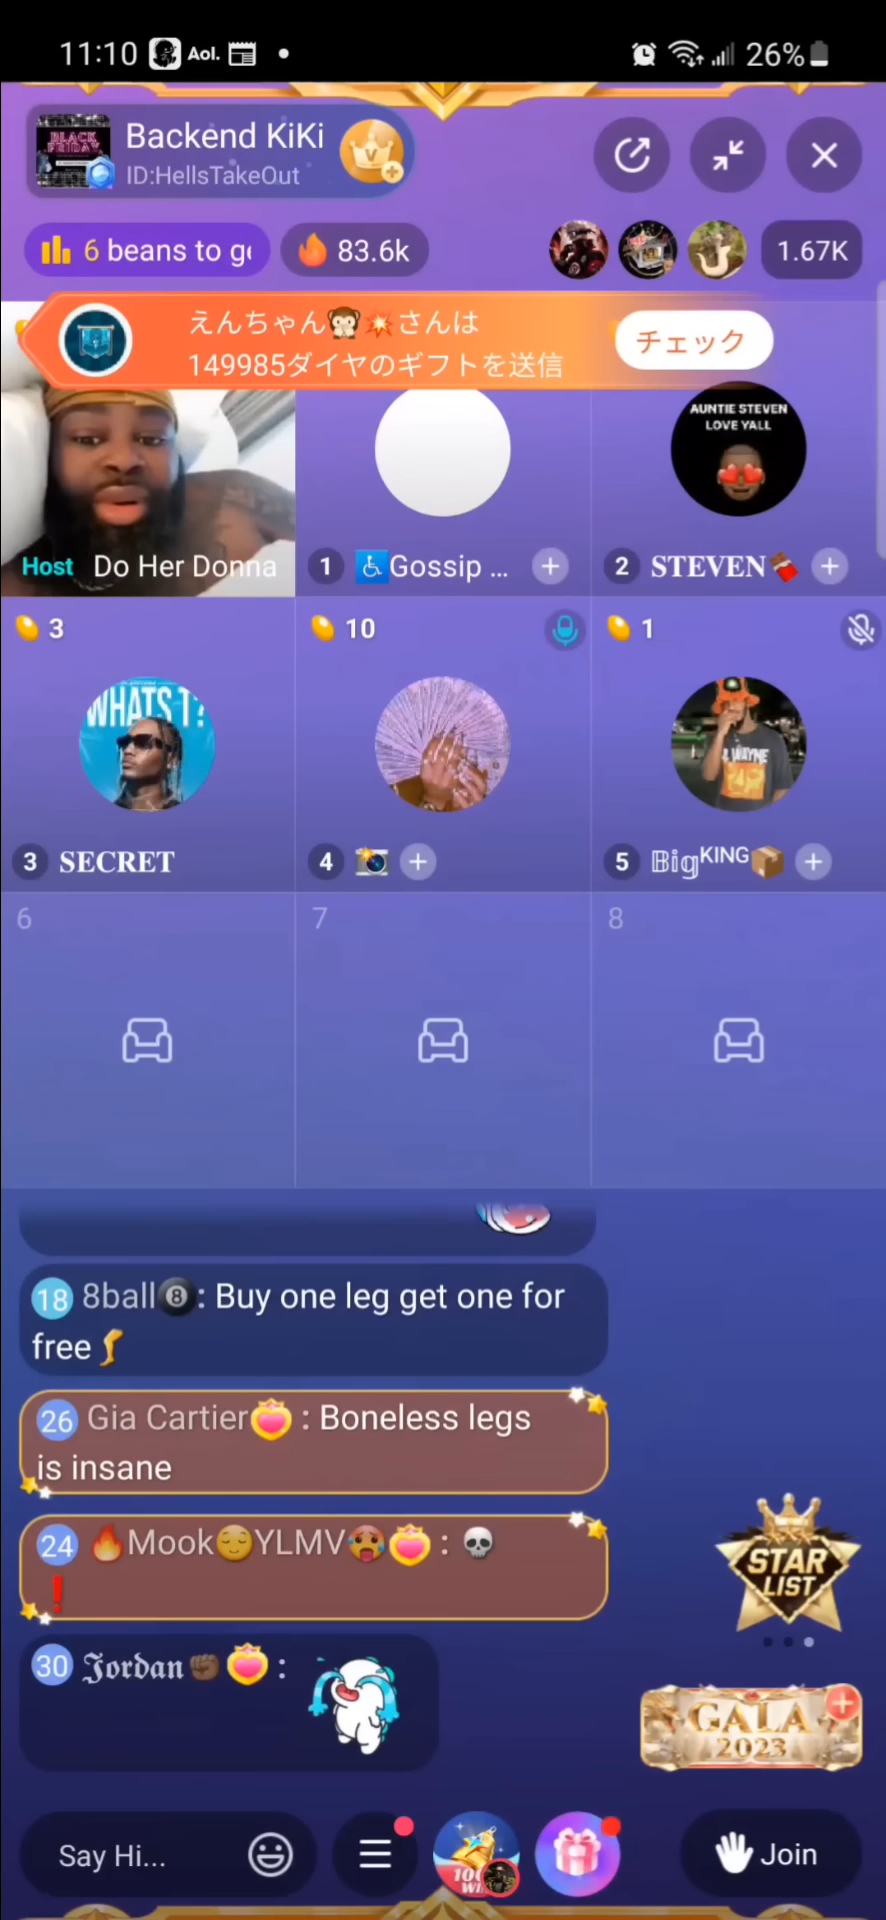 11:10 Aol. 26%
BLACK
FRIDAY
Backend KiKi
ID:HellsTakeOut
6 beans to ge
83.6k
1.67K
えんちゃん🙊💥さんは
149985ダイヤのギフトを送信
チェック
AUNTIE STEVEN
LOVE YALL
Host Do Her Donna
1 ♿Gossip ...
2 STEVEN🍫
3
10
1
WHATS T?
WAYNE
3 SECRET
4 📸
5 𝔹𝕚𝕘ᴷᴵᴺᴳ📦
6
7
8
18 8ball🎱: Buy one leg get one for
free🦵
26 Gia Cartier : Boneless legs
is insane
24 🔥Mook😌YLMV🥵 : 💀
❗
30 𝕵𝖔𝖗𝖉𝖆𝖓✊🏾 :
STAR
LIST
GALA
2023
Say Hi...
Join